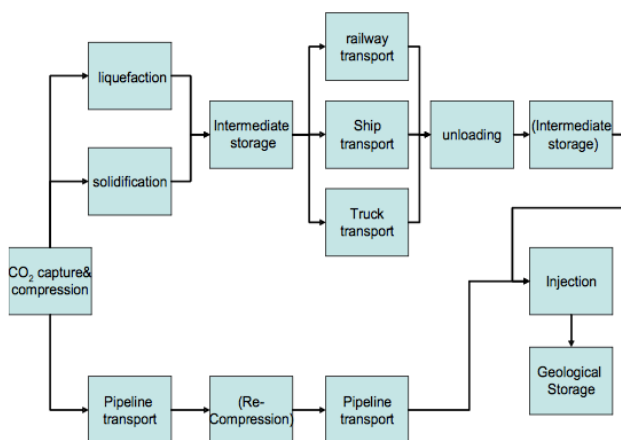 liquefaction
solidification
CO₂ capture&
compression
Intermediate
storage
railway
transport
Ship
transport
Truck
transport
unloading
(Intermediate
storage)
Injection
Geological
Storage
Pipeline
transport
(Re-
Compression)
Pipeline
transport